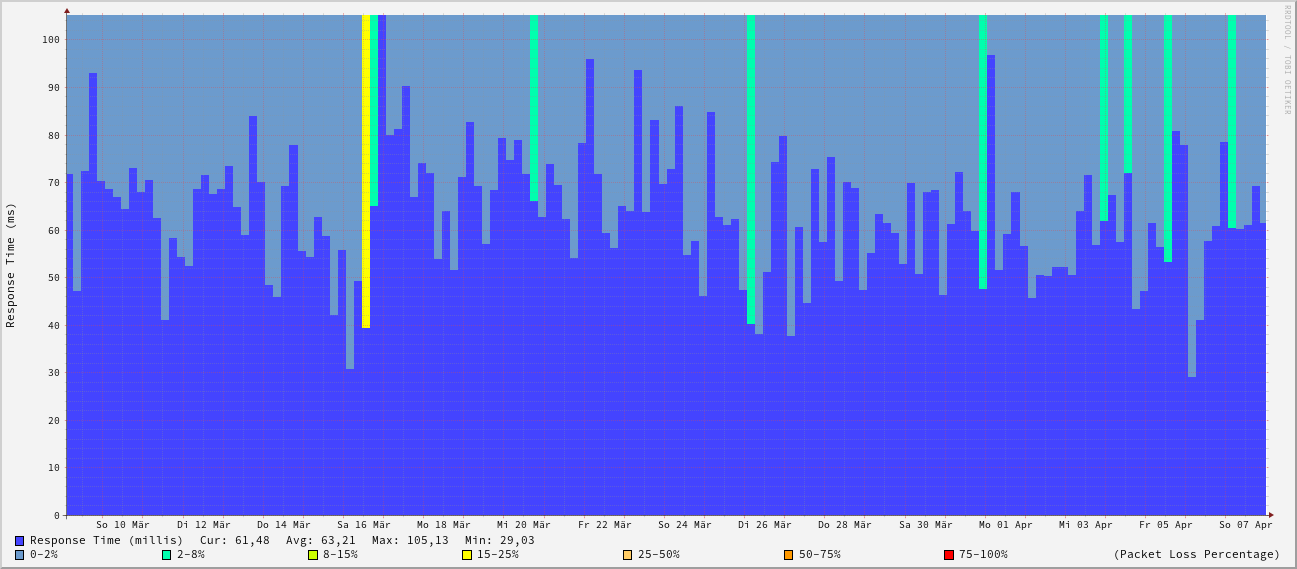 RRDTOOL / TOBI OETIKER
Response Time (ms)
100
90
80
70
60
50
40
30
20
10
0
So 10 Mär Di 12 Mär Do 14 Mär Sa 16 Mär Mo 18 Mär Mi 20 Mär Fr 22 Mär So 24 Mär Di 26 Mär Do 28 Mär Sa 30 Mär Mo 01 Apr Mi 03 Apr Fr 05 Apr So 07 Apr
Response Time (millis) Cur: 61,48 Avg: 63,21 Max: 105,13 Min: 29,03
0-2% 2-8% 8-15% 15-25% 25-50% 50-75% 75-100% (Packet Loss Percentage)